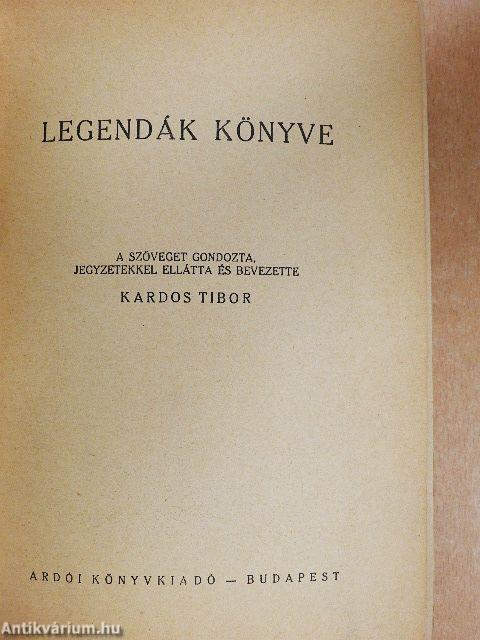 LEGENDÁK KÖNYVE
A SZÖVEGET GONDOZTA,
JEGYZETEKKEL ELLÁTTA ÉS BEVEZETTE
KARDOS TIBOR
ARDÓI KÖNYVKIADÓ — BUDAPEST
Antikvárium.hu